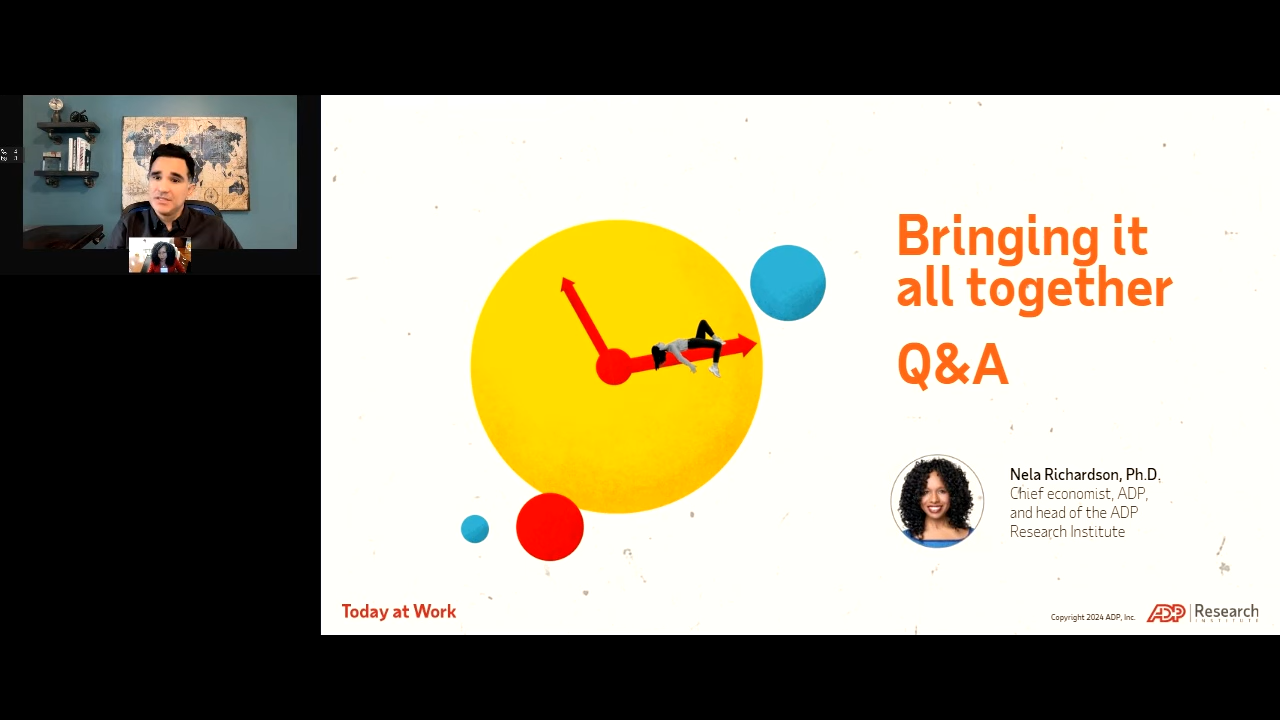 Bringing it
all together
Q&A
Nela Richardson, Ph.D.
Chief economist, ADP,
and head of the ADP
Research Institute
Today at Work
Copyright 2024 ADP, Inc.
ADP
Research
INSTITUTE